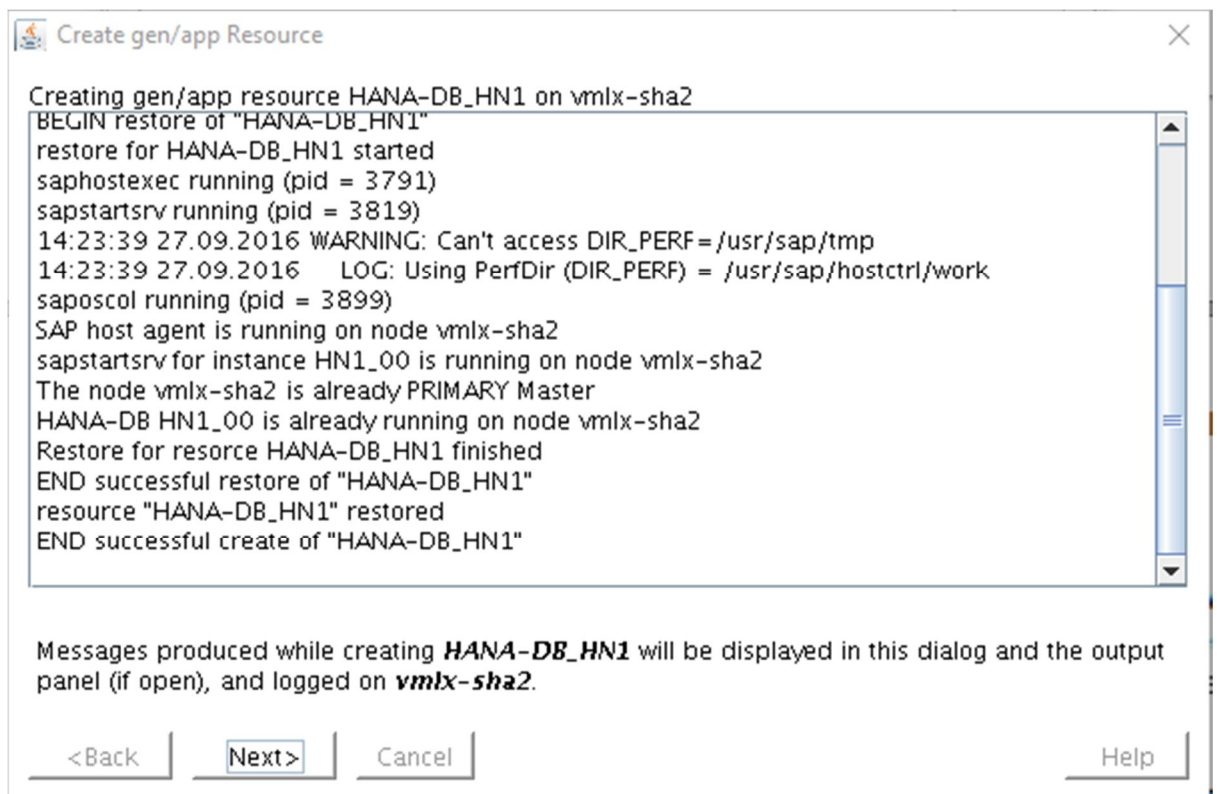 Create gen/app Resource
Creating gen/app resource HANA-DB_HN1 on vmlx-sha2
BEGIN restore of "HANA-DB_HN1"
restore for HANA-DB_HN1 started
saphostexec running (pid = 3791)
sapstartsrv running (pid = 3819)
14:23:39 27.09.2016 WARNING: Can't access DIR_PERF=/usr/sap/tmp
14:23:39 27.09.2016 LOG: Using PerfDir (DIR_PERF) = /usr/sap/hostctrl/work
saposcol running (pid = 3899)
SAP host agent is running on node vmlx-sha2
sapstartsrv for instance HN1_00 is running on node vmlx-sha2
The node vmlx-sha2 is already PRIMARY Master
HANA-DB HN1_00 is already running on node vmlx-sha2
Restore for resorce HANA-DB_HN1 finished
END successful restore of "HANA-DB_HN1"
resource "HANA-DB_HN1" restored
END successful create of "HANA-DB_HN1"
Messages produced while creating HANA-DB_HN1 will be displayed in this dialog and the output
panel (if open), and logged on vmlx-sha2.
<Back Next> Cancel Help